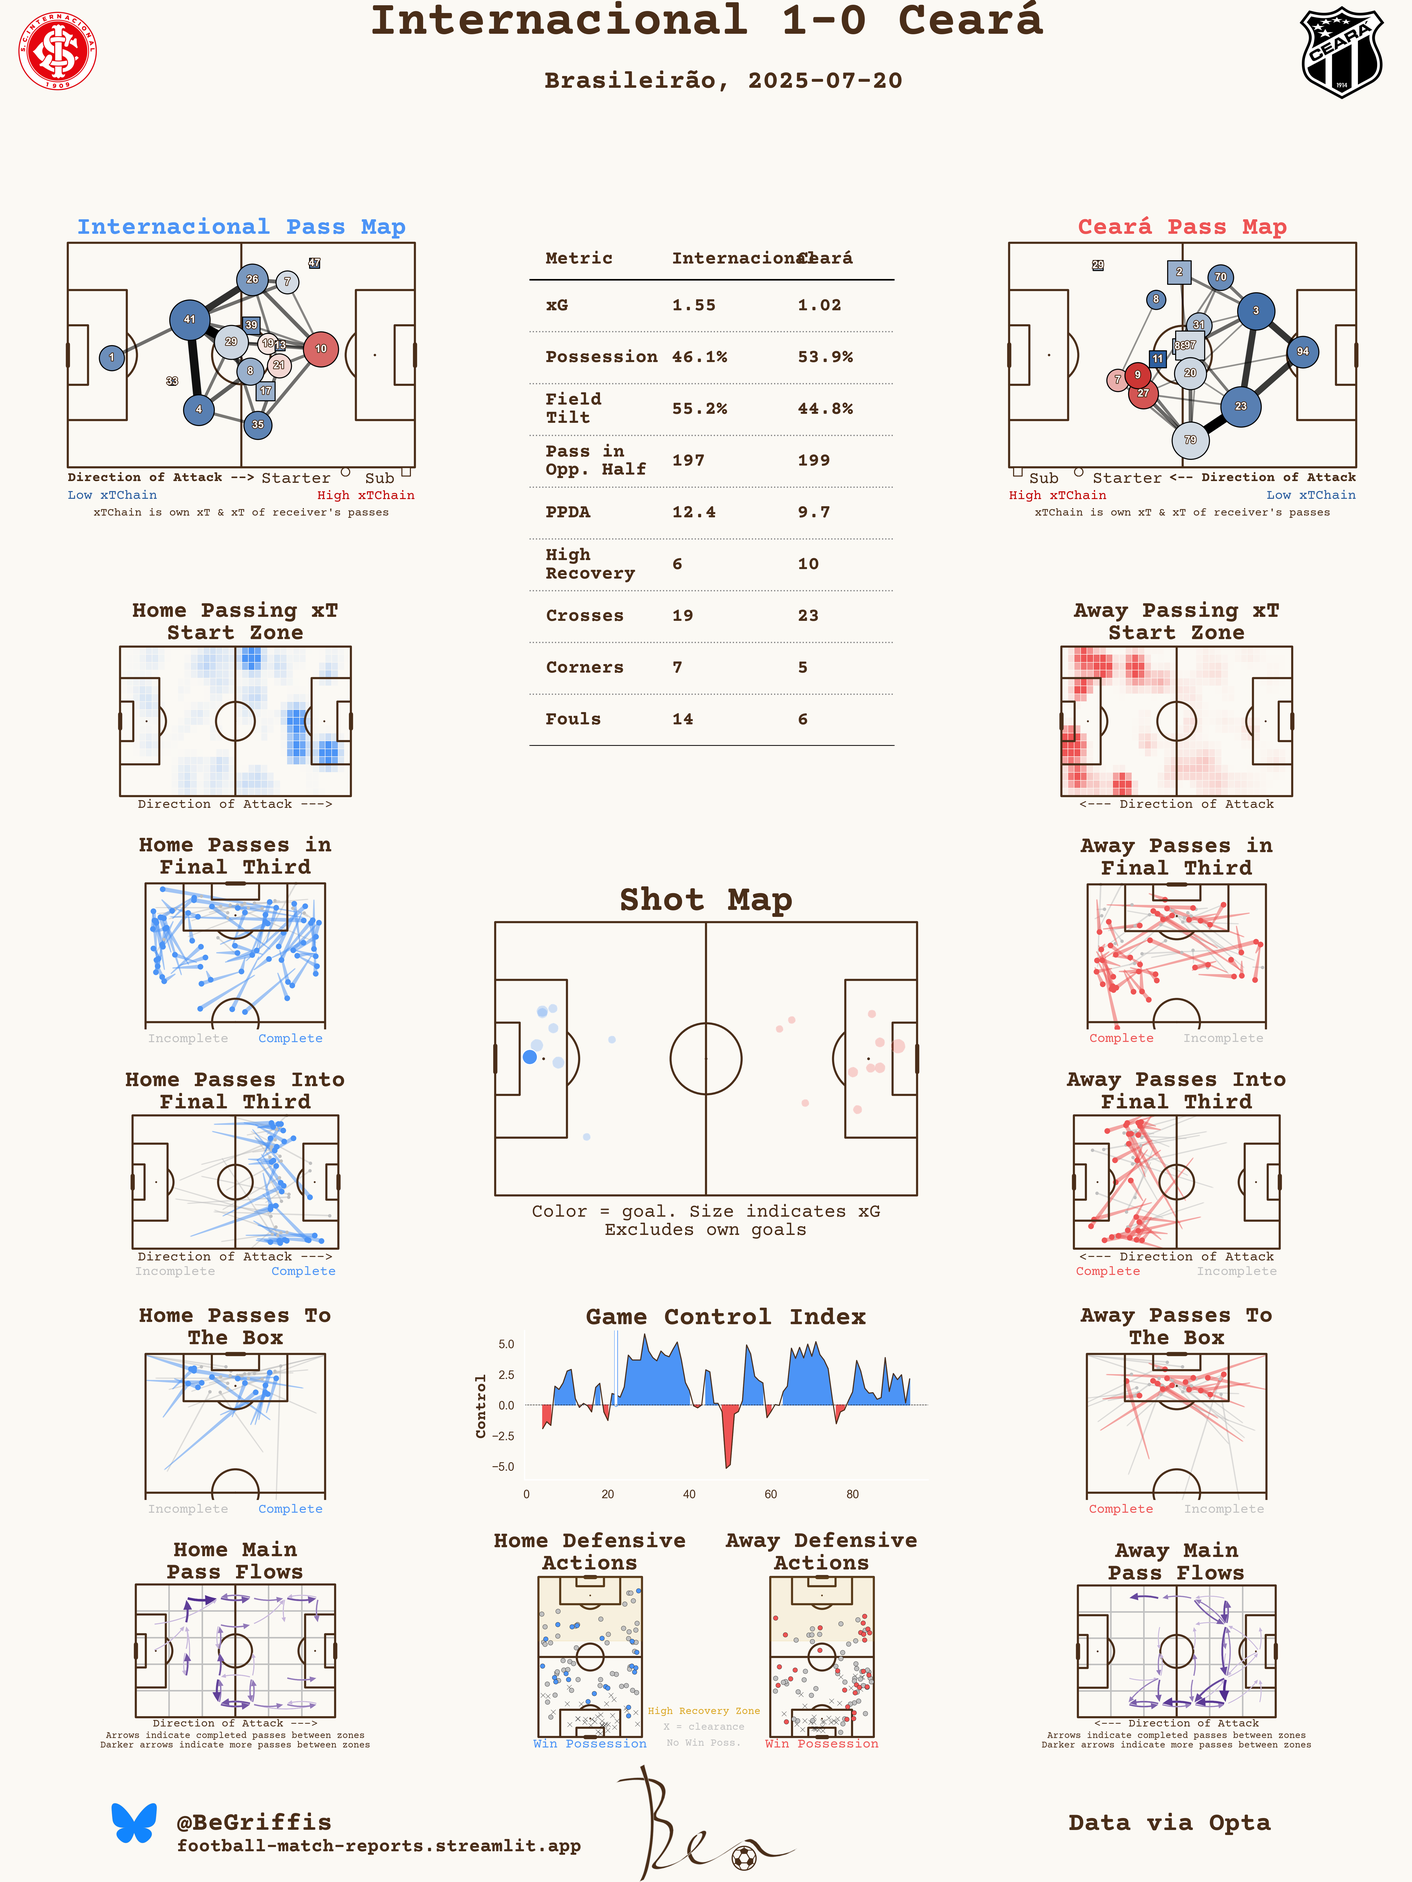 Internacional 1-0 Ceará
Brasileirão, 2025-07-20
S.C. INTERNACIONAL
1909
CEARÁ
1914
Internacional Pass Map
47
26
7
41
39
29
19
13
10
1
8
21
33
17
4
35
Direction of Attack --> Starter Sub
Low xTChain High xTChain
xTChain is own xT & xT of receiver's passes
Metric Internacional Ceará
xG 1.55 1.02
Possession 46.1% 53.9%
Field
Tilt 55.2% 44.8%
Pass in
Opp. Half 197 199
PPDA 12.4 9.7
High
Recovery 6 10
Crosses 19 23
Corners 7 5
Fouls 14 6
Ceará Pass Map
29
2
70
8
3
31
97
94
11
7
9
20
27
23
79
Sub Starter <-- Direction of Attack
High xTChain Low xTChain
xTChain is own xT & xT of receiver's passes
Home Passing xT
Start Zone
Direction of Attack --->
Away Passing xT
Start Zone
<--- Direction of Attack
Home Passes in
Final Third
Incomplete Complete
Away Passes in
Final Third
Complete Incomplete
Shot Map
Color = goal. Size indicates xG
Excludes own goals
Home Passes Into
Final Third
Direction of Attack --->
Incomplete Complete
Away Passes Into
Final Third
<--- Direction of Attack
Complete Incomplete
Home Passes To
The Box
Incomplete Complete
Game Control Index
Control
5.0
2.5
0.0
−2.5
−5.0
0 20 40 60 80
Away Passes To
The Box
Complete Incomplete
Home Main
Pass Flows
Direction of Attack --->
Arrows indicate completed passes between zones
Darker arrows indicate more passes between zones
Home Defensive
Actions
Win Possession
High Recovery Zone
X = clearance
No Win Poss.
Away Defensive
Actions
Win Possession
Away Main
Pass Flows
<--- Direction of Attack
Arrows indicate completed passes between zones
Darker arrows indicate more passes between zones
@BeGriffis
football-match-reports.streamlit.app
Ben
Data via Opta